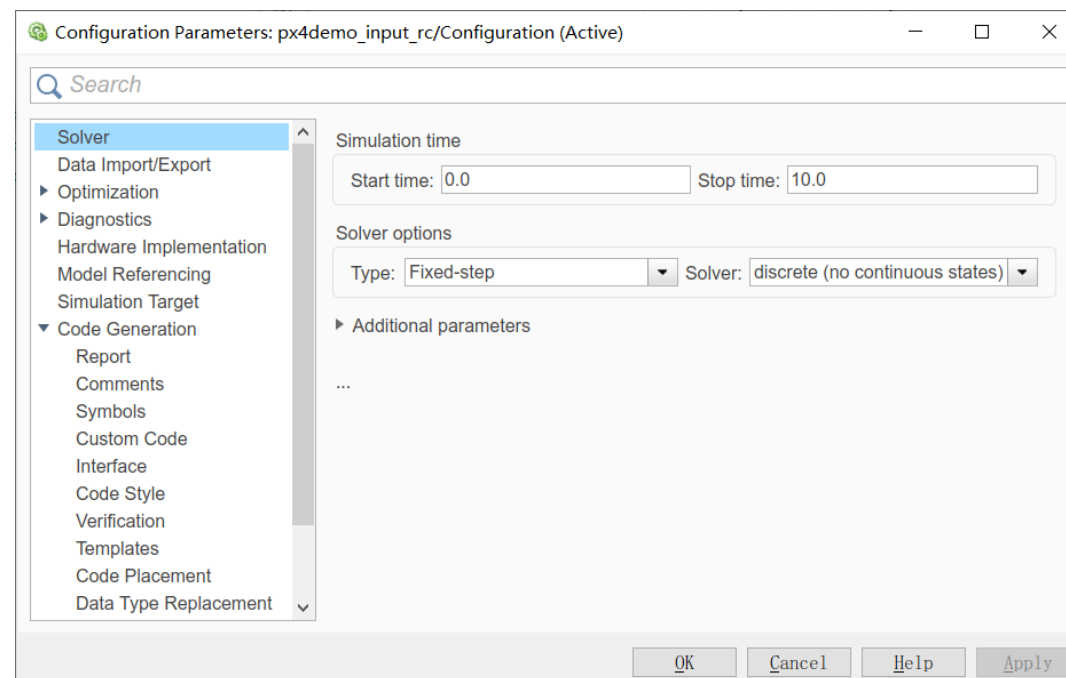 Configuration Parameters: px4demo_input_rc/Configuration (Active)
Search
Solver
Data Import/Export
Optimization
Diagnostics
Hardware Implementation
Model Referencing
Simulation Target
Code Generation
Report
Comments
Symbols
Custom Code
Interface
Code Style
Verification
Templates
Code Placement
Data Type Replacement
Simulation time
Start time: 0.0 Stop time: 10.0
Solver options
Type: Fixed-step Solver: discrete (no continuous states)
Additional parameters
...
OK Cancel Help Apply